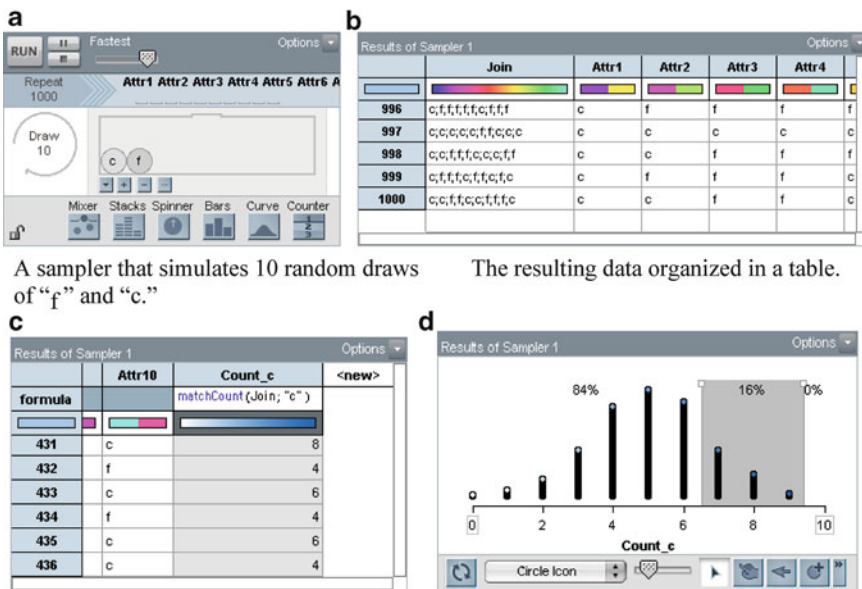 a
RUN
Fastest
Options
Repeat
1000
Attr1 Attr2 Attr3 Attr4 Attr5 Attr6 A
Draw
10
c f
Mixer Stacks Spinner Bars Curve Counter
1
2
3
A sampler that simulates 10 random draws
of “f” and “c.”
b
Results of Sampler 1 Options
Join Attr1 Attr2 Attr3 Attr4
996 c;f;f;f;f;f;c;f;f;f c f f f f
997 c;c;c;c;c;f;f;c;c;c c c c c c
998 c;c;f;f;f;c;c;c;f;f c c f f f
999 c;f;f;f;c;f;f;c;f;c c f f f c
1000 c;c;f;f;c;c;f;f;f;c c c f f c
The resulting data organized in a table.
c
Results of Sampler 1 Options
Attr10 Count_c <new>
formula matchCount(Join; "c")
431 c 8
432 f 4
433 c 6
434 f 4
435 c 6
436 c 4
d
Results of Sampler 1 Options
84% 16% 0%
0 2 4 6 8 10
Count_c
Circle Icon